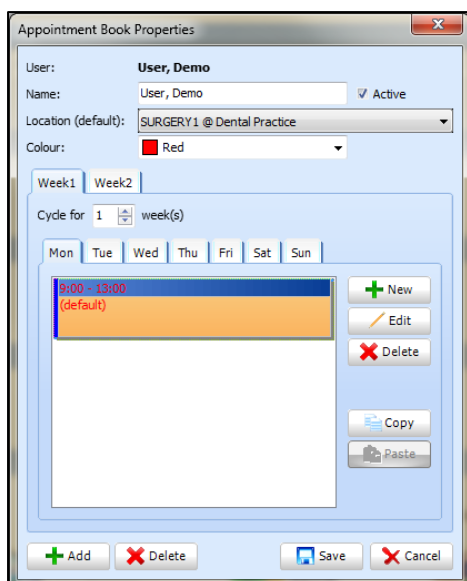 Appointment Book Properties
User: User, Demo
Name: User, Demo Active
Location (default): SURGERY1 @ Dental Practice
Colour: Red
Week1 Week2
Cycle for 1 week(s)
Mon Tue Wed Thu Fri Sat Sun
9:00 - 13:00
(default)
New
Edit
Delete
Copy
Paste
Add Delete Save Cancel